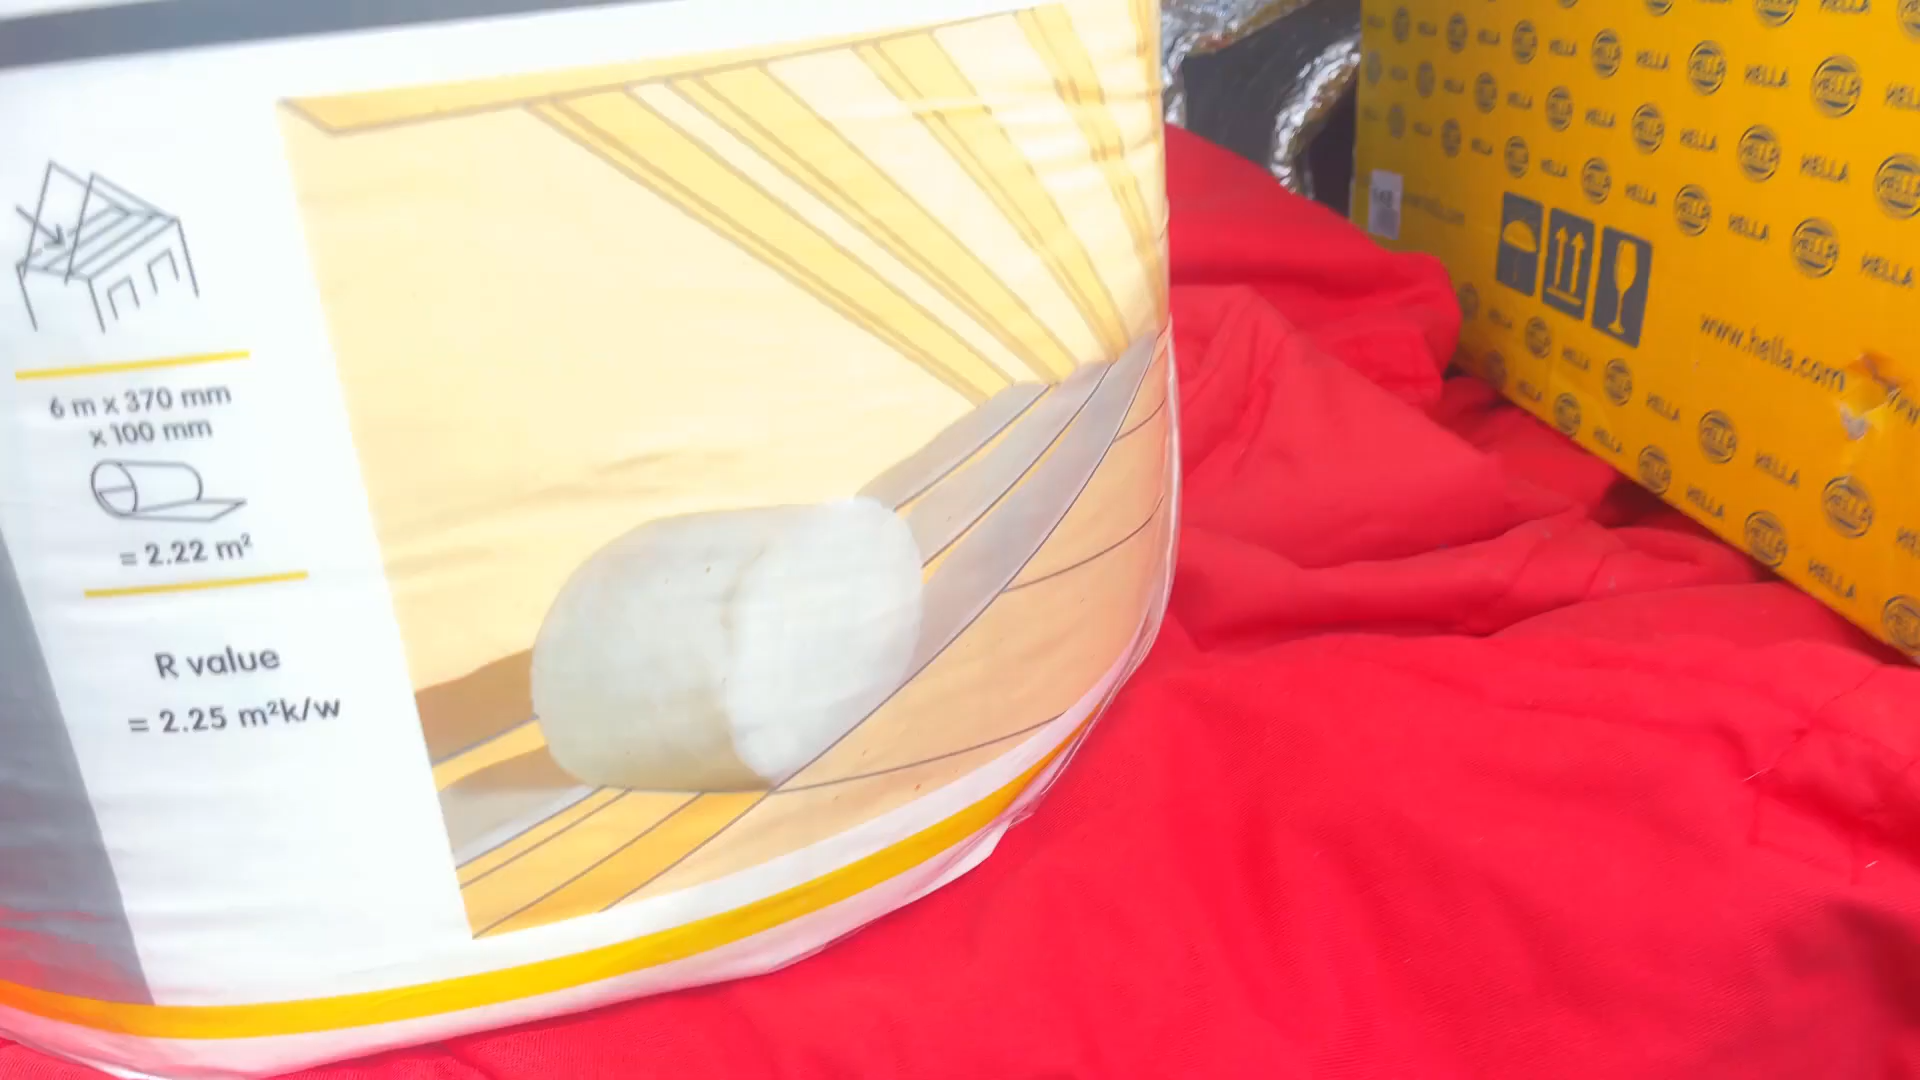 6 m x 370 mm
x 100 mm
= 2.22 m²
R value
= 2.25 m²k/w
HELLA
www.hella.com